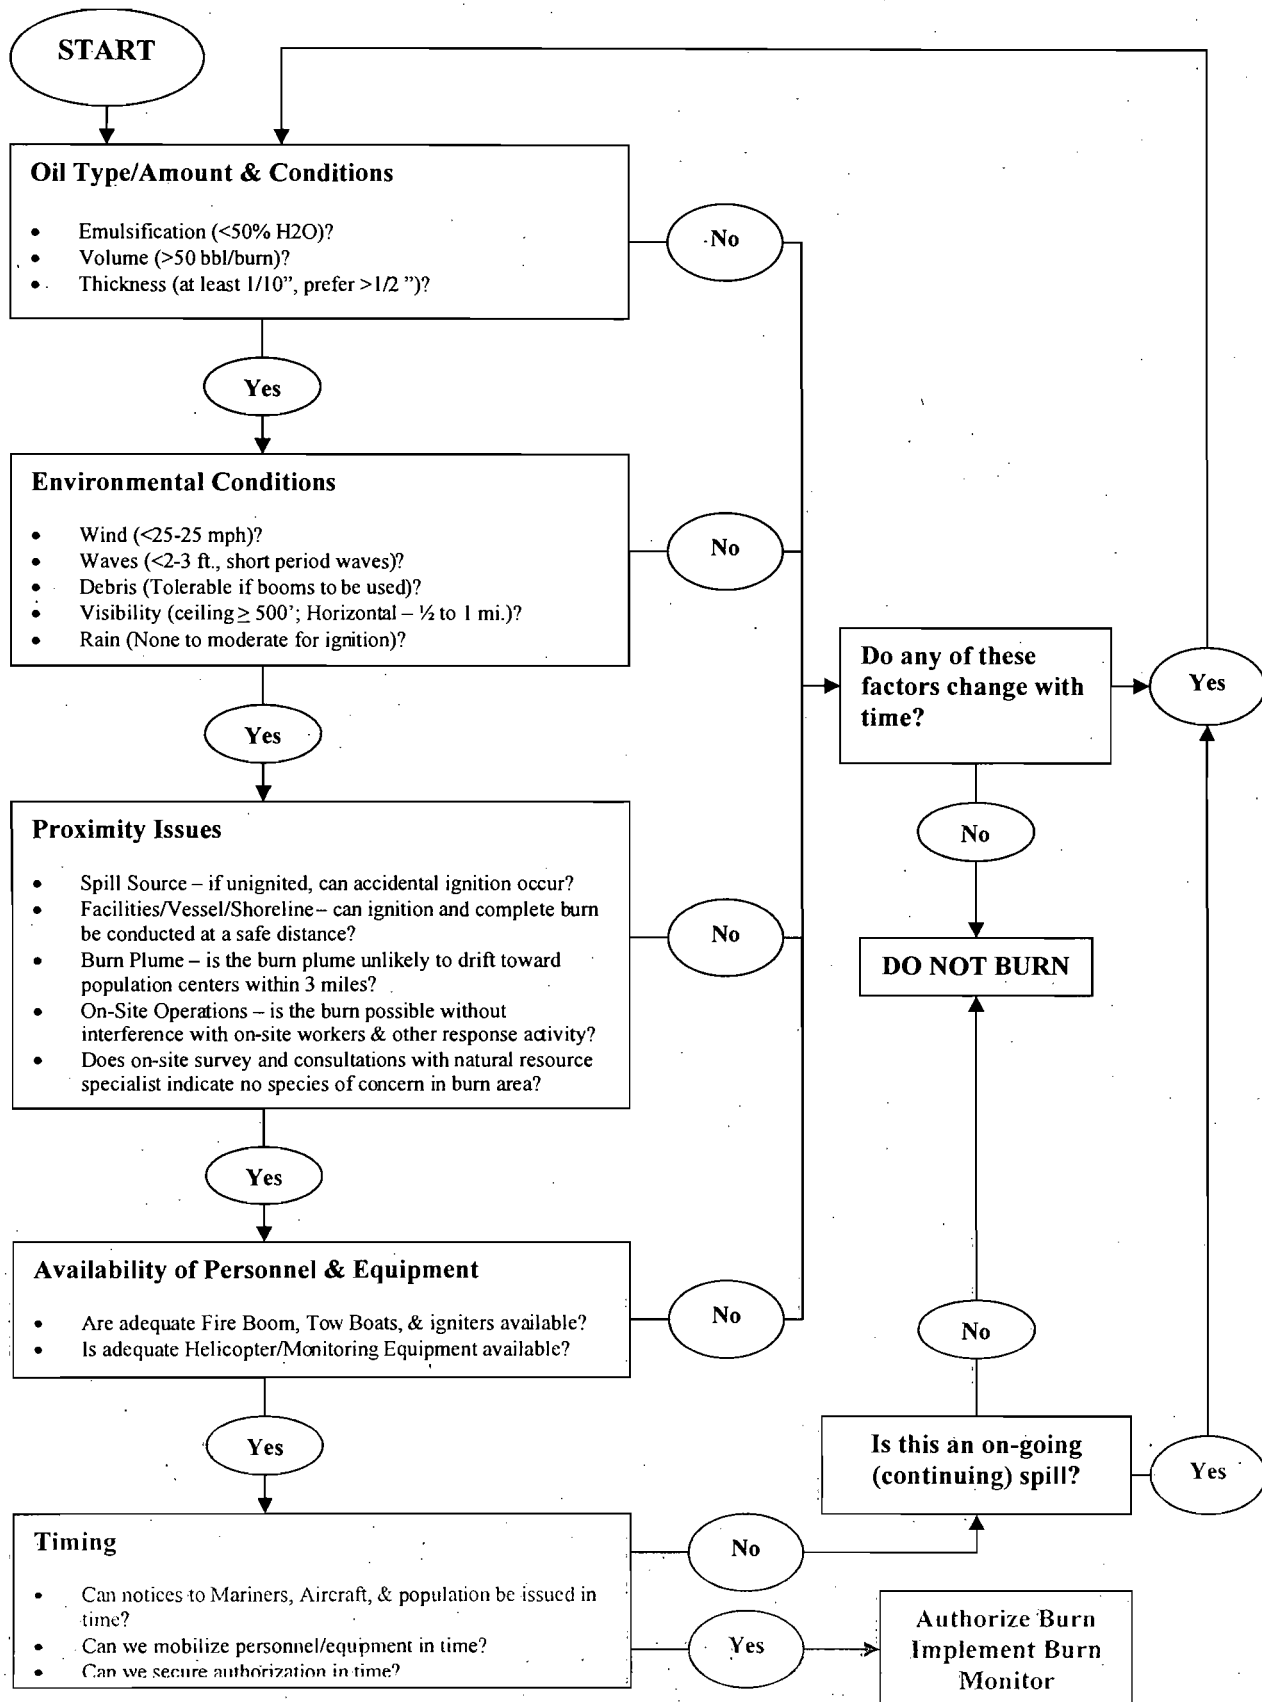 START
Oil Type/Amount & Conditions
• Emulsification (<50% H2O)?
• Volume (>50 bbl/burn)?
• Thickness (at least 1/10”, prefer >1/2 ”)?
No
Yes
Environmental Conditions
• Wind (<25-25 mph)?
• Waves (<2-3 ft., short period waves)?
• Debris (Tolerable if booms to be used)?
• Visibility (ceiling ≥ 500’; Horizontal – ½ to 1 mi.)?
• Rain (None to moderate for ignition)?
No
Yes
Do any of these
factors change with
time?
Yes
No
DO NOT BURN
Proximity Issues
• Spill Source – if unignited, can accidental ignition occur?
• Facilities/Vessel/Shoreline – can ignition and complete burn
be conducted at a safe distance?
• Burn Plume – is the burn plume unlikely to drift toward
population centers within 3 miles?
• On-Site Operations – is the burn possible without
interference with on-site workers & other response activity?
• Does on-site survey and consultations with natural resource
specialist indicate no species of concern in burn area?
No
Yes
Availability of Personnel & Equipment
• Are adequate Fire Boom, Tow Boats, & igniters available?
• Is adequate Helicopter/Monitoring Equipment available?
No
Yes
No
Is this an on-going
(continuing) spill?
Yes
Timing
• Can notices to Mariners, Aircraft, & population be issued in
time?
• Can we mobilize personnel/equipment in time?
• Can we secure authorization in time?
No
Yes
Authorize Burn
Implement Burn
Monitor